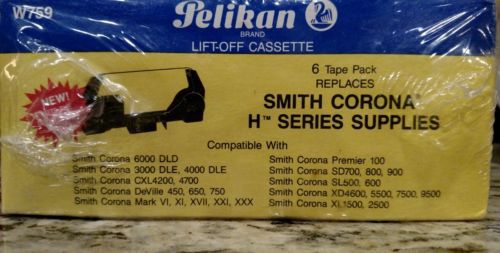 W759
Pelikan
BRAND
LIFT-OFF CASSETTE
NEW!
6 Tape Pack
REPLACES
SMITH CORONA®
H™ SERIES SUPPLIES
Compatible With
Smith Corona 6000 DLD
Smith Corona 3000 DLE, 4000 DLE
Smith Corona CXL4200, 4700
Smith Corona DeVille 450, 650, 750
Smith Corona Mark VI, XI, XVII, XXI, XXX
Smith Corona Premier 100
Smith Corona SD700, 800, 900
Smith Corona SL500, 600
Smith Corona XD4600, 5500, 7500, 9500
Smith Corona XL1500, 2500